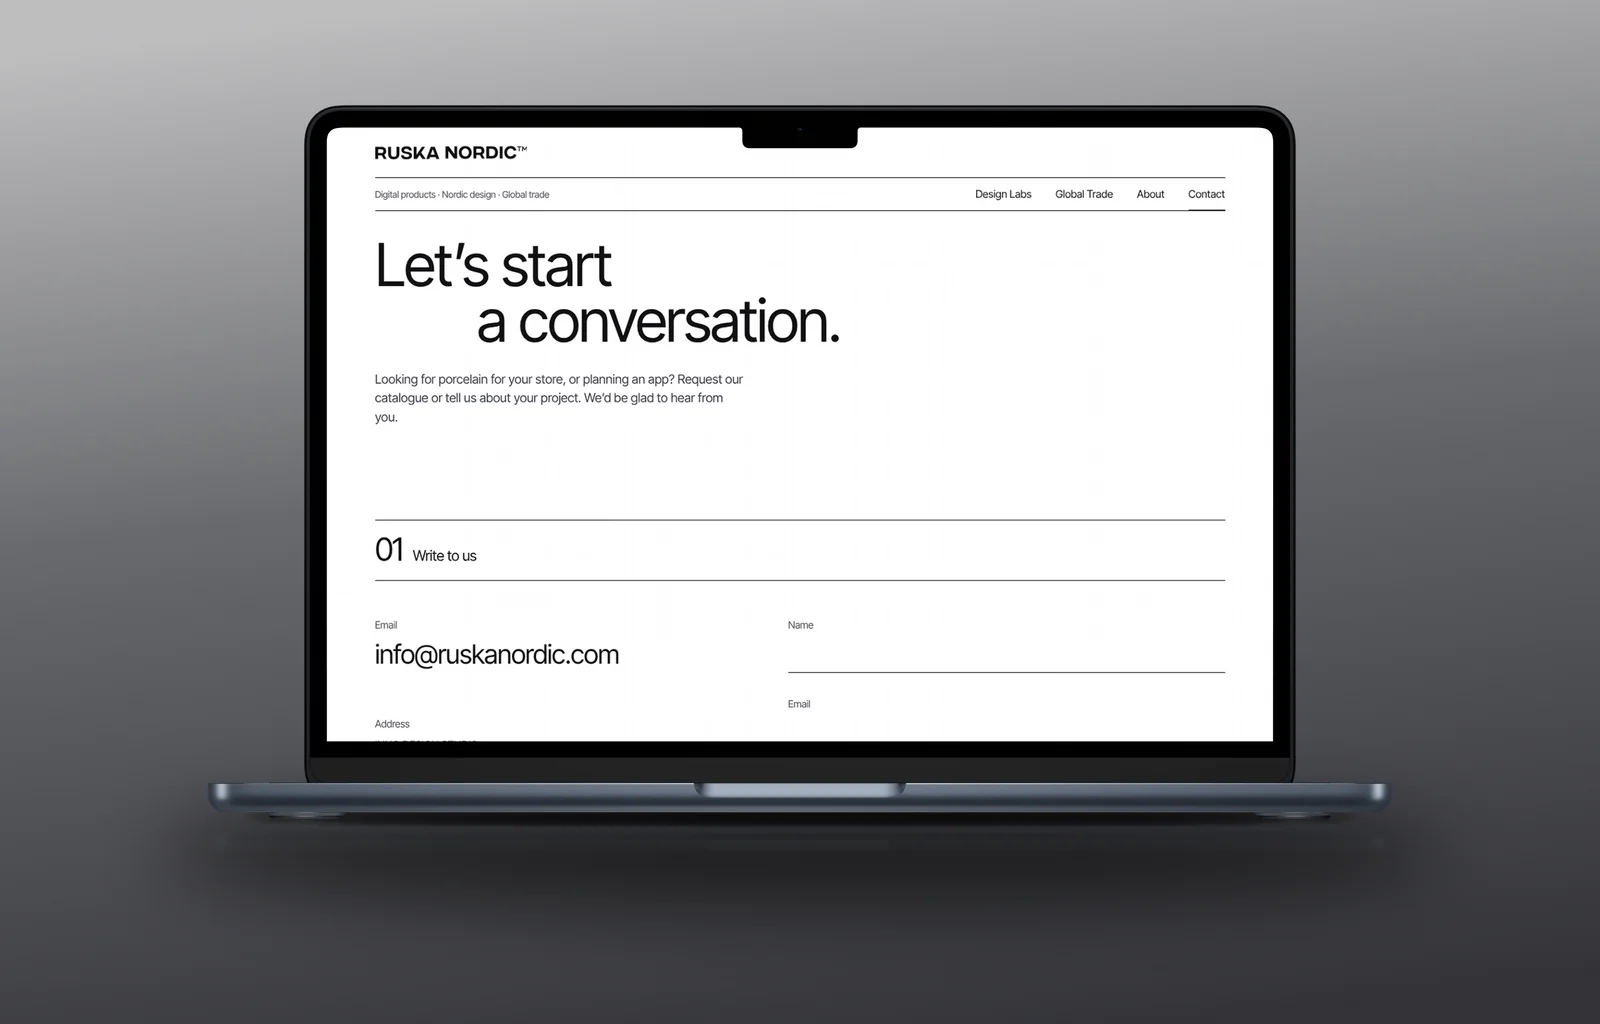 RUSKA NORDIC™
Digital products · Nordic design · Global trade
Design Labs Global Trade About Contact
Let’s start
a conversation.
Looking for porcelain for your store, or planning an app? Request our
catalogue or tell us about your project. We’d be glad to hear from
you.
01 Write to us
Email
info@ruskanordic.com
Name
Email
Address